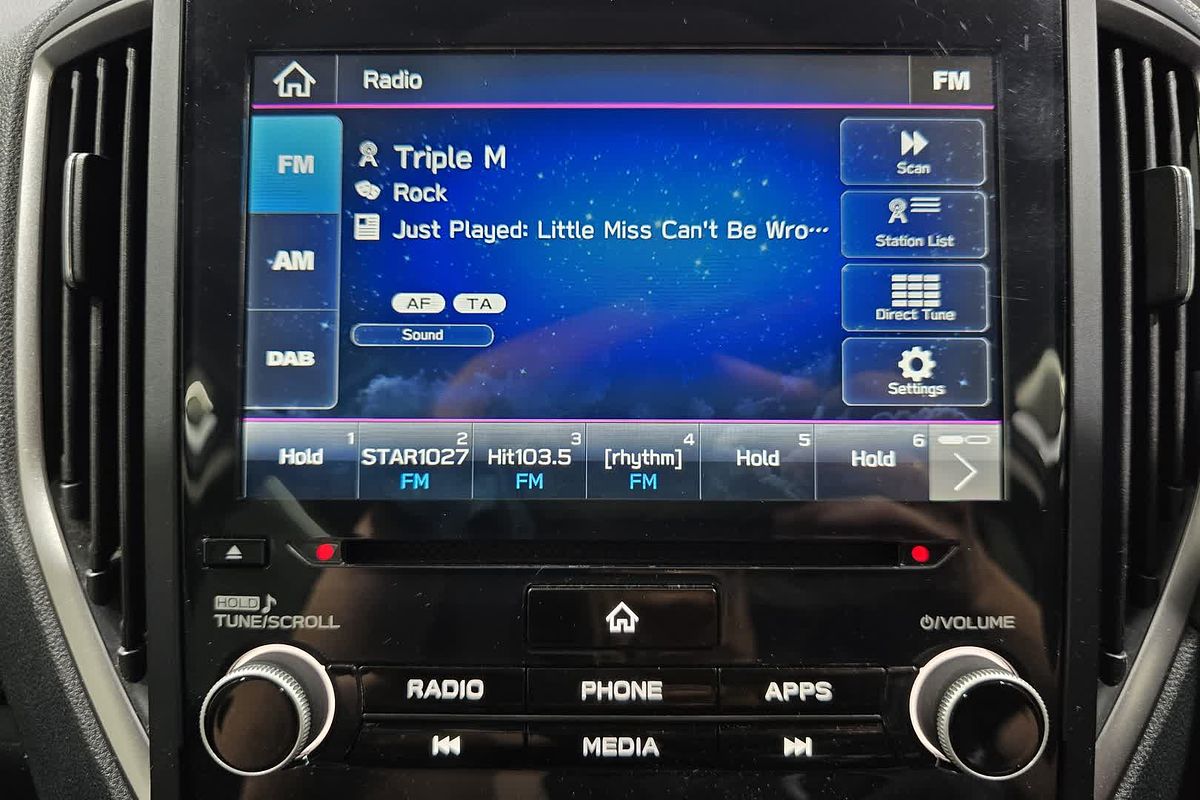 Radio
FM
FM
AM
DAB
Triple M
Rock
Just Played: Little Miss Can't Be Wro…
AF TA
Sound
Scan
Station List
Direct Tune
Settings
1
Hold
2
STAR1027
FM
3
Hit103.5
FM
4
[rhythm]
FM
5
Hold
6
Hold
HOLD
TUNE/SCROLL
/VOLUME
RADIO
PHONE
APPS
MEDIA